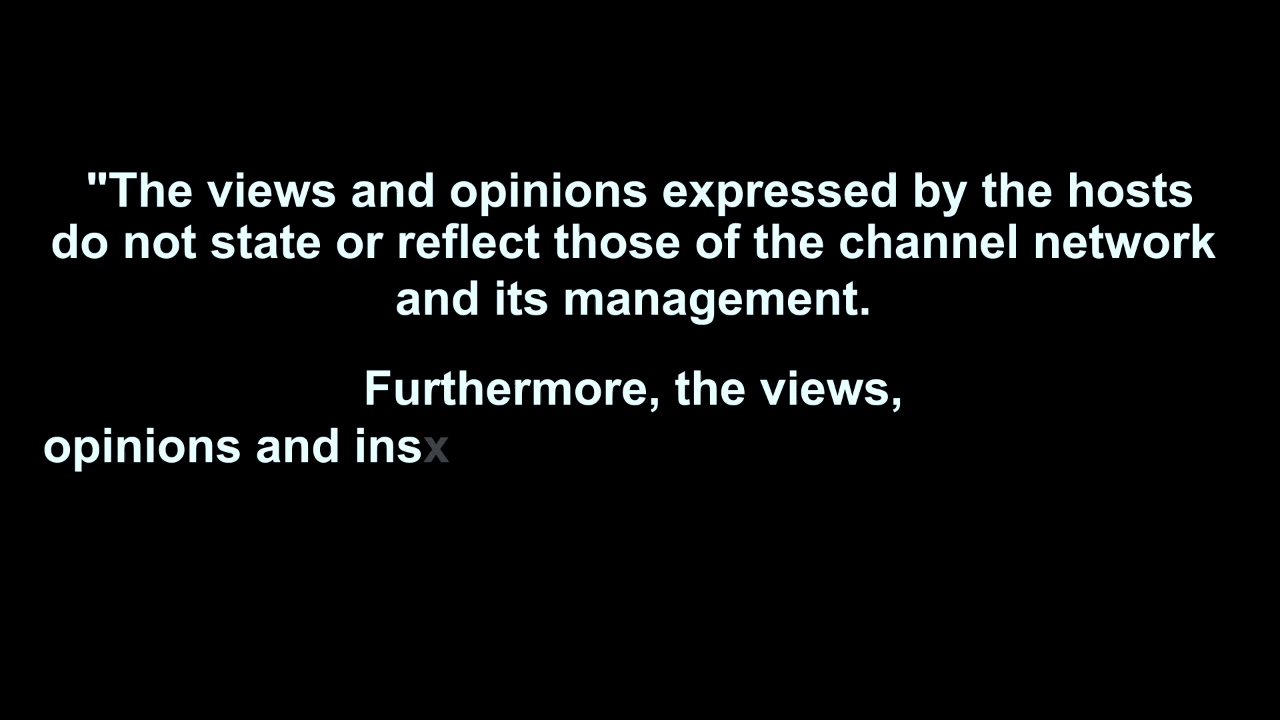 "The views and opinions expressed by the hosts
do not state or reflect those of the channel network
and its management.
Furthermore, the views,
opinions and insx